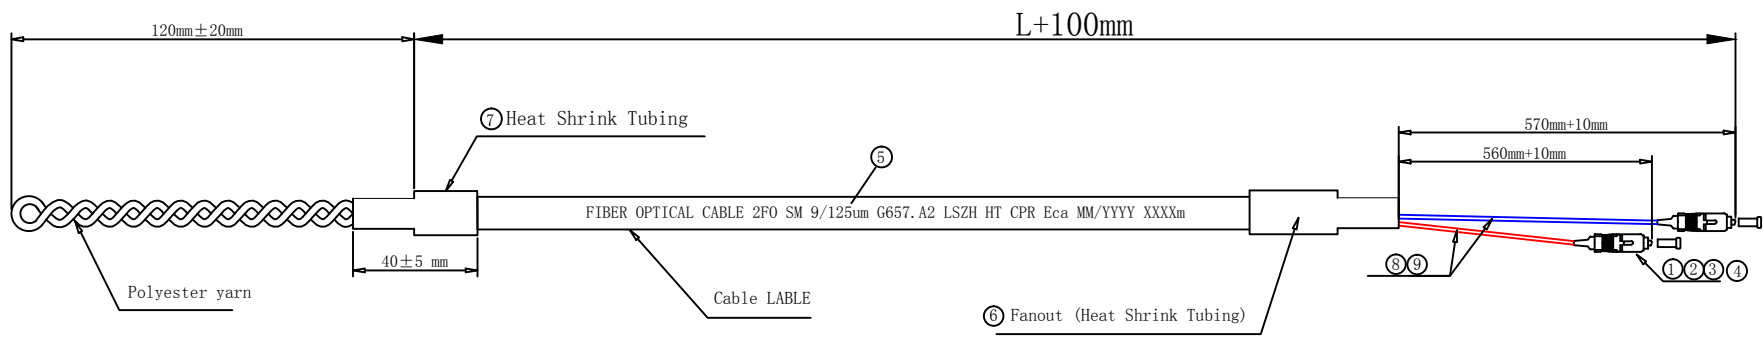 120mm±20mm
L+100mm
⑦ Heat Shrink Tubing
570mm+10mm
⑤
560mm+10mm
FIBER OPTICAL CABLE 2FO SM 9/125um G657.A2 LSZH HT CPR Eca MM/YYYY XXXXm
40±5 mm
⑧⑨
①②③④
Polyester yarn
Cable LABLE
⑥ Fanout (Heat Shrink Tubing)